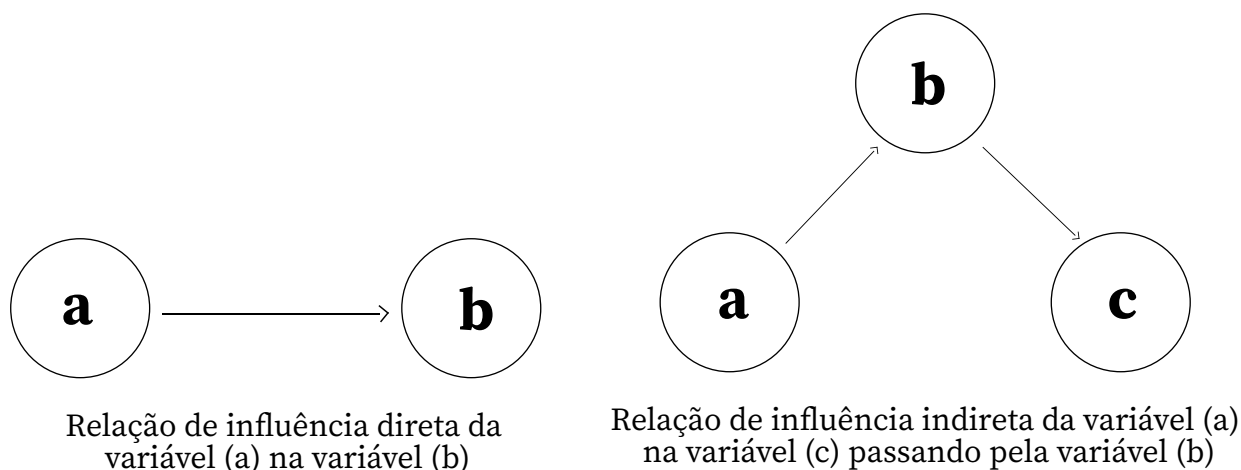 a
b
Relação de influência direta da
variável (a) na variável (b)
b
a
c
Relação de influência indireta da variável (a)
na variável (c) passando pela variável (b)